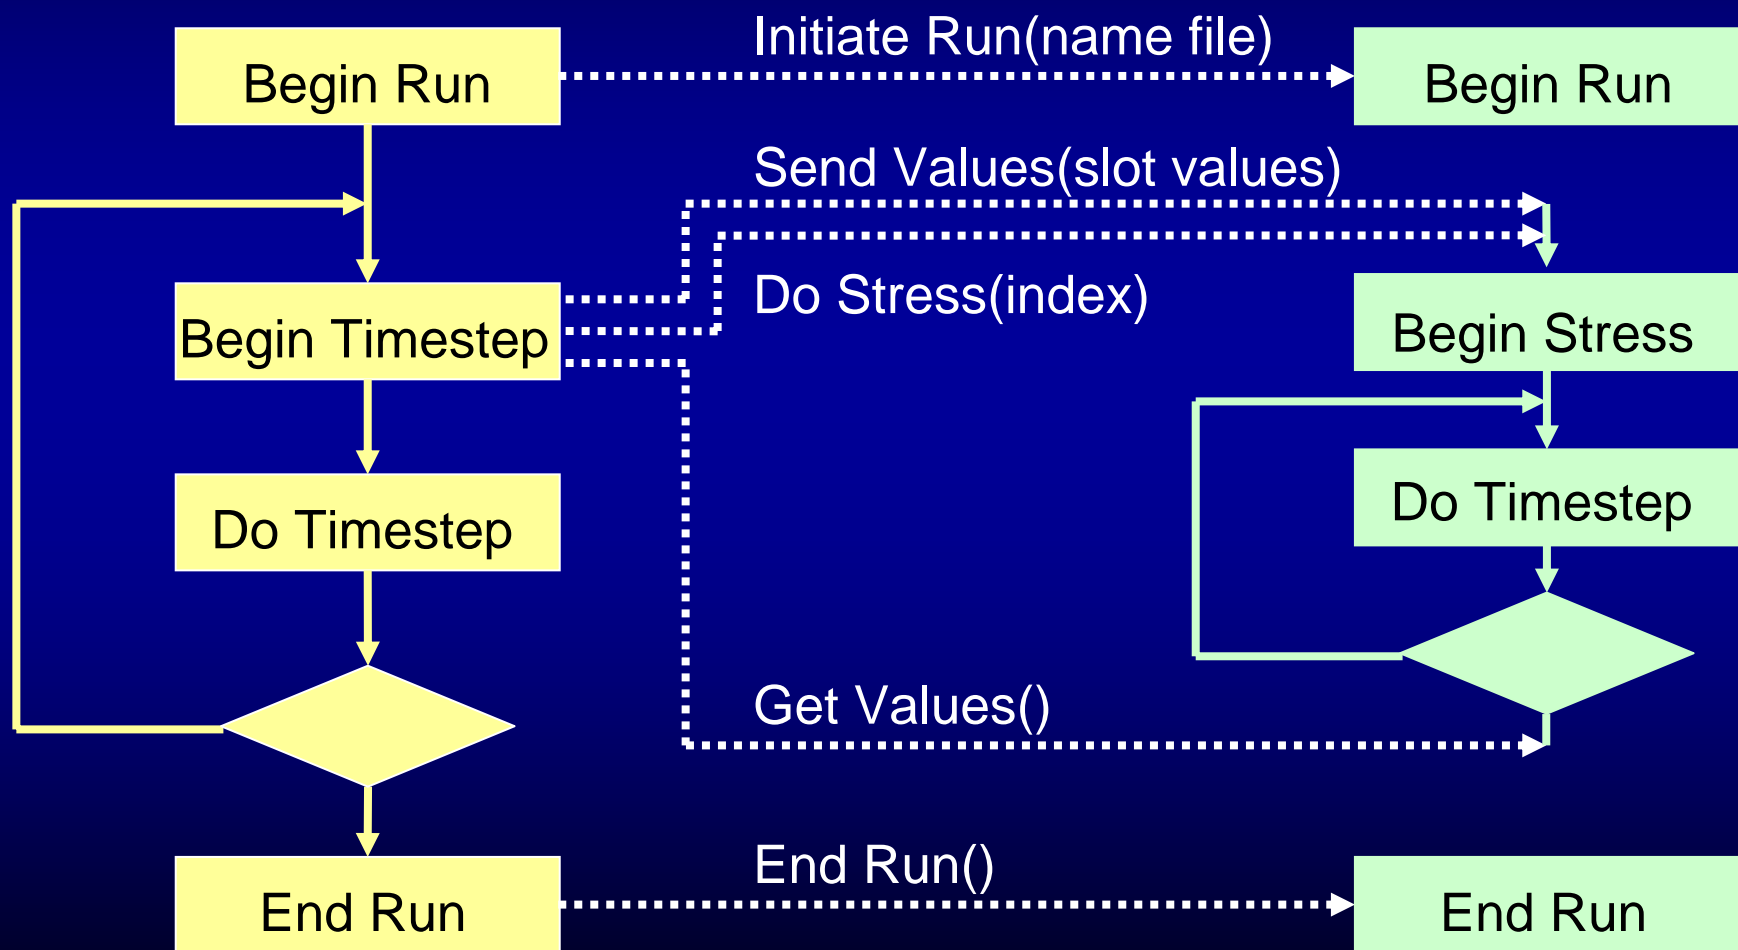 Initiate Run(name file)
Begin Run
Begin Run
Send Values(slot values)
Do Stress(index)
Begin Timestep
Begin Stress
Do Timestep
Do Timestep
Get Values()
End Run()
End Run
End Run